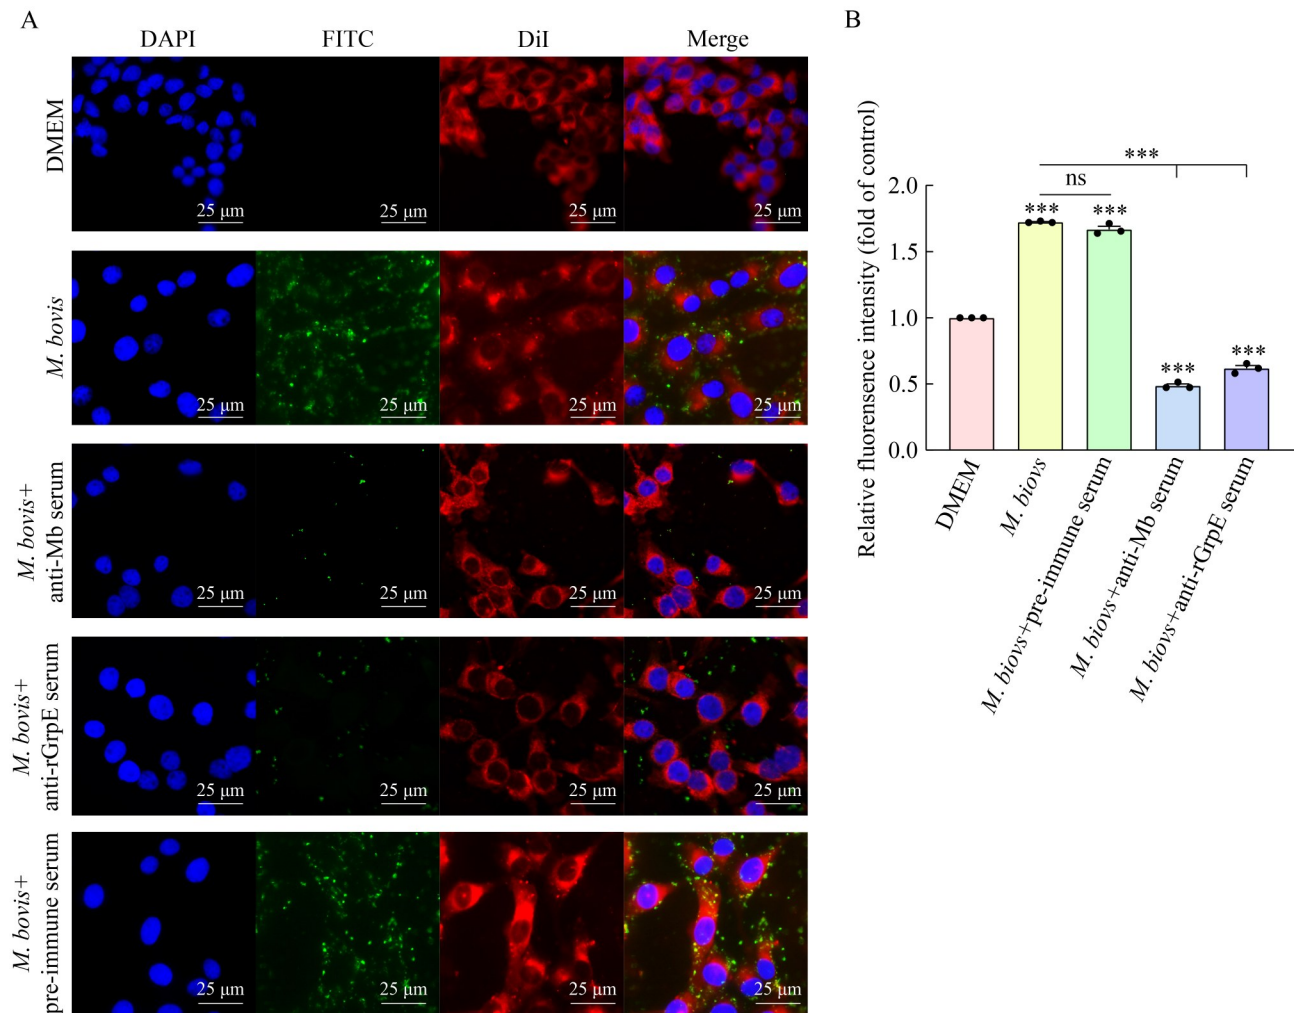 A
DAPI FITC DiI Merge
DMEM
25 μm 25 μm 25 μm 25 μm
M. bovis
25 μm 25 μm 25 μm 25 μm
M. bovis+
anti-Mb serum
25 μm 25 μm 25 μm 25 μm
M. bovis+
anti-rGrpE serum
25 μm 25 μm 25 μm 25 μm
M. bovis+
pre-immune serum
25 μm 25 μm 25 μm 25 μm
B
Relative fluorensence intensity (fold of control)
***
ns
2.0
1.5
1.0
0.5
0.0
*** *** *** ***
DMEM
M. biovs
M. biovs+pre-immune serum
M. biovs+anti-Mb serum
M. biovs+anti-rGrpE serum